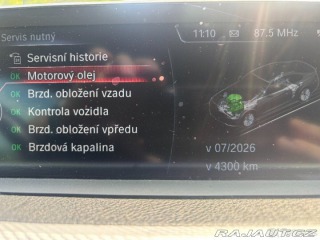 Servis nutný
11:10
87.5 MHz
Servisní historie
OK Motorový olej
OK Brzd. obložení vzadu
OK Kontrola vozidla
OK Brzd. obložení vpředu
OK Brzdová kapalina
v 07/2026
v 4300 km
RAJAUT.CZ